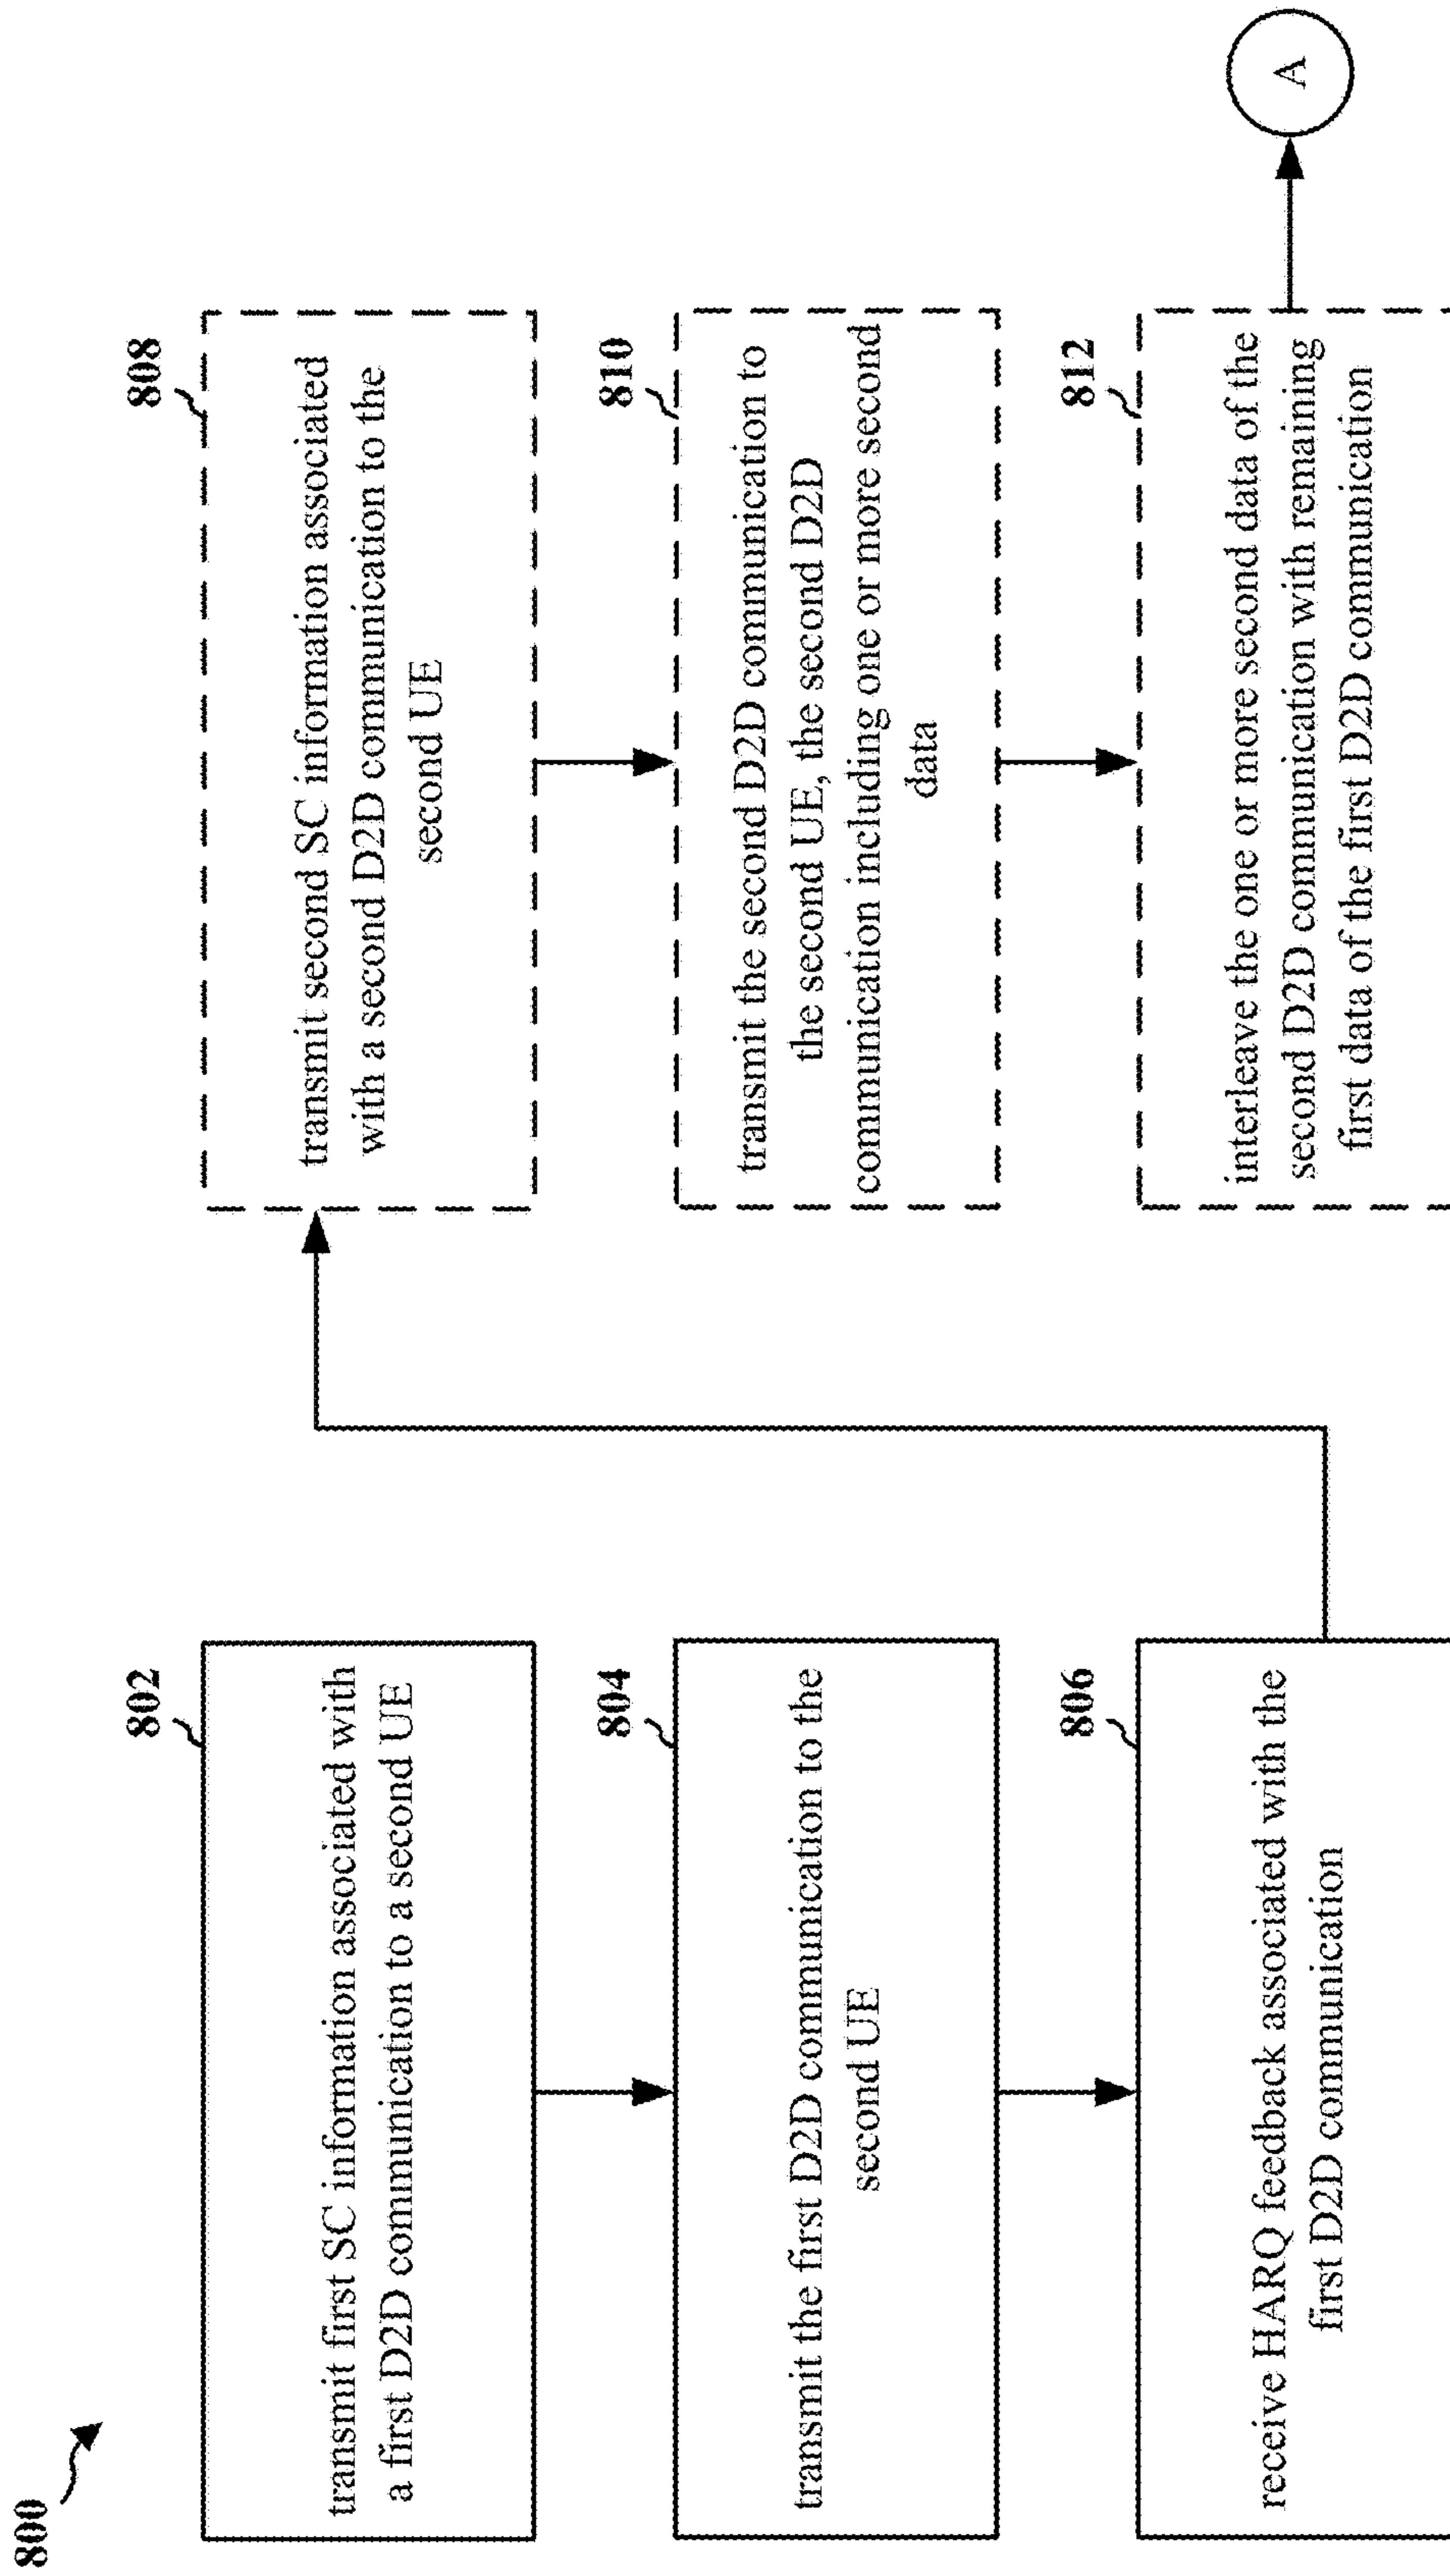 800
802
transmit first SC information associated with
a first D2D communication to a second UE
804
transmit the first D2D communication to the
second UE
806
receive HARQ feedback associated with the
first D2D communication
808
transmit second SC information associated
with a second D2D communication to the
second UE
810
transmit the second D2D communication to
the second UE, the second D2D
communication including one or more second
data
812
interleave the one or more second data of the
second D2D communication with remaining
first data of the first D2D communication
A